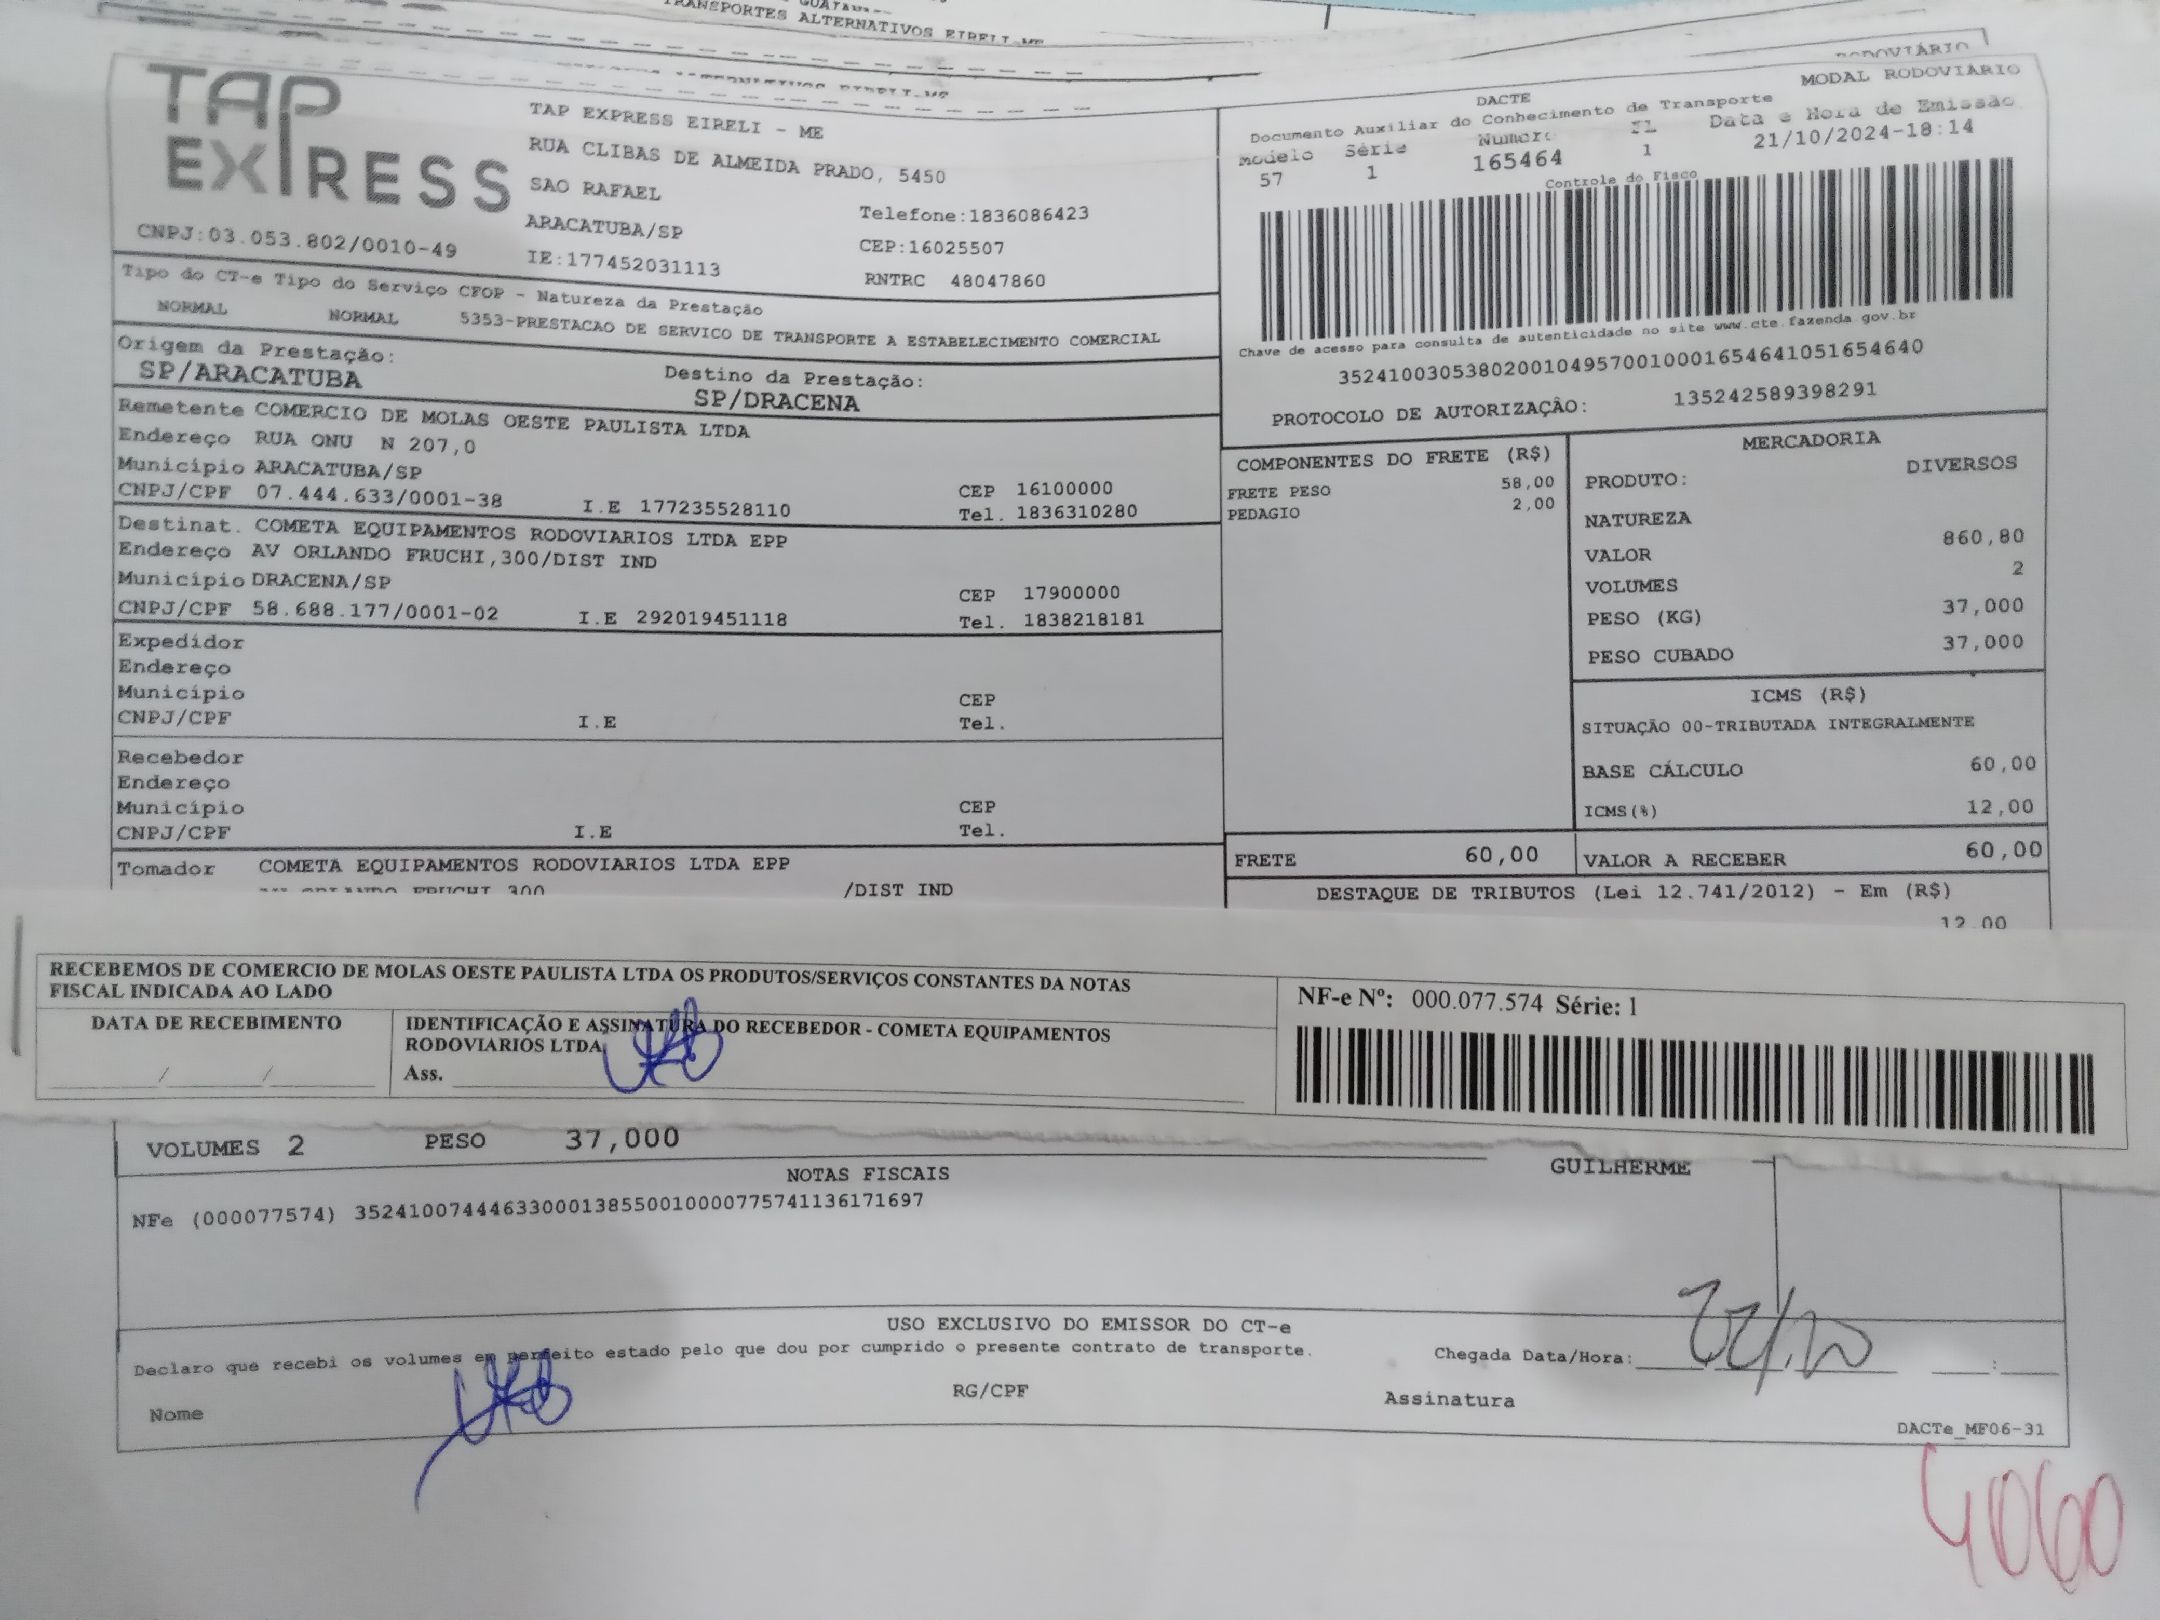 TRANSPORTES ALTERNATIVOS EIRELI-ME
RODOVIÁRIO
TAP EXPRESS
TAP EXPRESS EIRELI - ME
RUA CLIBAS DE ALMEIDA PRADO, 5450
SAO RAFAEL
ARACATUBA/SP
IE:177452031113
Telefone:1836086423
CEP:16025507
RNTRC 48047860
CNPJ:03.053.802/0010-49
DACTE MODAL RODOVIÁRIO
Documento Auxiliar do Conhecimento de Transporte
Modelo Série Numero FL Data e Hora de Emissão
57 1 165464 1 21/10/2024-18:14
Controle do Fisco
Chave de acesso para consulta de autenticidade no site www.cte.fazenda.gov.br
35241003053802001049570010001654641051654640
PROTOCOLO DE AUTORIZAÇÃO: 135242589398291
Tipo do CT-e Tipo do Serviço CFOP - Natureza da Prestação
NORMAL NORMAL 5353-PRESTACAO DE SERVICO DE TRANSPORTE A ESTABELECIMENTO COMERCIAL
Origem da Prestação: Destino da Prestação:
SP/ARACATUBA SP/DRACENA
Remetente COMERCIO DE MOLAS OESTE PAULISTA LTDA
Endereço RUA ONU N 207,0
Município ARACATUBA/SP CEP 16100000
CNPJ/CPF 07.444.633/0001-38 I.E 177235528110 Tel. 1836310280
Destinat. COMETA EQUIPAMENTOS RODOVIARIOS LTDA EPP
Endereço AV ORLANDO FRUCHI,300/DIST IND
Município DRACENA/SP CEP 17900000
CNPJ/CPF 58.688.177/0001-02 I.E 292019451118 Tel. 1838218181
Expedidor
Endereço
Município CEP
CNPJ/CPF I.E Tel.
Recebedor
Endereço
Município CEP
CNPJ/CPF I.E Tel.
Tomador COMETA EQUIPAMENTOS RODOVIARIOS LTDA EPP
ORLANDO FRUCHI,300 /DIST IND
COMPONENTES DO FRETE (R$)
FRETE PESO 58,00
PEDAGIO 2,00
MERCADORIA
PRODUTO: DIVERSOS
NATUREZA
VALOR 860,80
VOLUMES 2
PESO (KG) 37,000
PESO CUBADO 37,000
ICMS (R$)
SITUAÇÃO 00-TRIBUTADA INTEGRALMENTE
BASE CÁLCULO 60,00
ICMS(%) 12,00
FRETE 60,00 VALOR A RECEBER 60,00
DESTAQUE DE TRIBUTOS (Lei 12.741/2012) - Em (R$)
12,00
RECEBEMOS DE COMERCIO DE MOLAS OESTE PAULISTA LTDA OS PRODUTOS/SERVIÇOS CONSTANTES DA NOTAS
FISCAL INDICADA AO LADO
DATA DE RECEBIMENTO
IDENTIFICAÇÃO E ASSINATURA DO RECEBEDOR - COMETA EQUIPAMENTOS
RODOVIARIOS LTDA
Ass.
NF-e Nº: 000.077.574 Série: 1
VOLUMES 2 PESO 37,000
GUILHERME
NOTAS FISCAIS
NFe (000077574) 35241007444633000138550010000775741136171697
USO EXCLUSIVO DO EMISSOR DO CT-e
Declaro que recebi os volumes em perfeito estado pelo que dou por cumprido o presente contrato de transporte.
Chegada Data/Hora: 22/10
Nome RG/CPF Assinatura
DACTe_MF06-31
4060